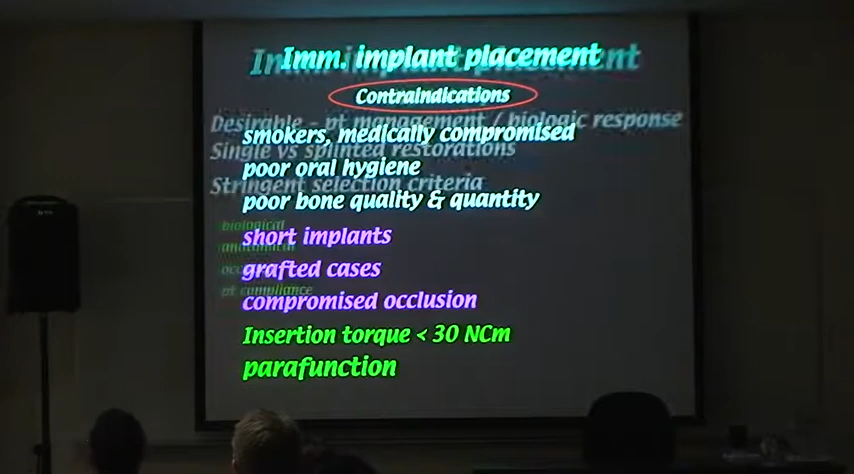 Imm. implant placement
Contraindications
Desirable - pt management / biologic response
smokers, medically compromised
Single vs splinted restorations
poor oral hygiene
Stringent selection criteria
poor bone quality & quantity
biological
short implants
anatomical
grafted cases
pt compliance
compromised occlusion
Insertion torque < 30 NCm
parafunction